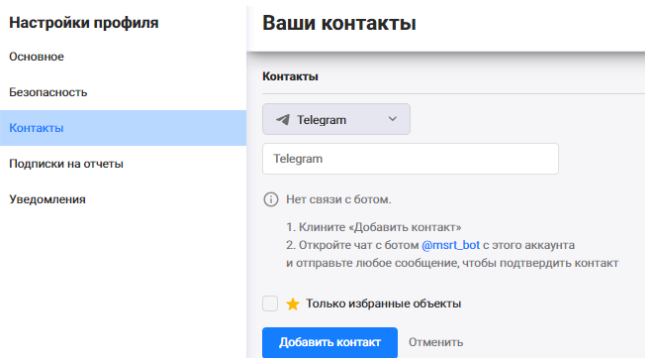 Настройки профиля
Основное
Безопасность
Контакты
Подписки на отчеты
Уведомления
Ваши контакты
Контакты
Telegram
Telegram
Нет связи с ботом.
1. Клините «Добавить контакт»
2. Откройте чат с ботом @msrt_bot с этого аккаунта
и отправьте любое сообщение, чтобы подтвердить контакт
Только избранные объекты
Добавить контакт Отменить